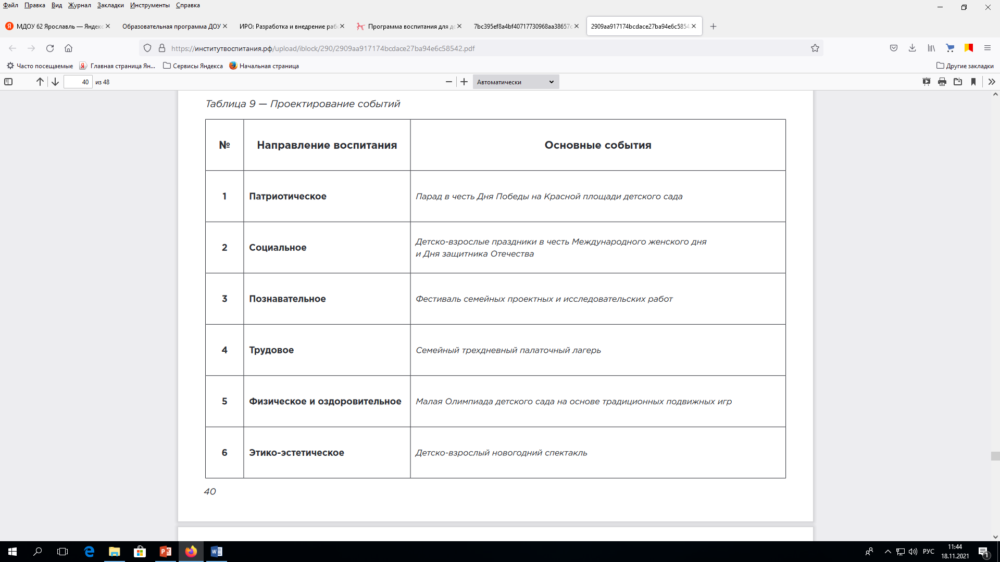 Файл Правка Вид Журнал Закладки Инструменты Справка
МДОУ 62 Ярославль — Яндекс
Образовательная программа ДОУ
ИРО: Разработка и внедрение раб
Программа воспитания для до
7bc395ef8a4bf40717730968aa38657c
2909aa917174bcdace27ba94e6c5854
https://институтвоспитания.рф/upload/iblock/290/2909aa917174bcdace27ba94e6c58542.pdf
Часто посещаемые
Главная страница Ян...
Сервисы Яндекса
Начальная страница
Другие закладки
40 из 48
Автоматически
Таблица 9 — Проектирование событий
№ Направление воспитания Основные события
1 Патриотическое Парад в честь Дня Победы на Красной площади детского сада
2 Социальное Детско-взрослые праздники в честь Международного женского дня
и Дня защитника Отечества
3 Познавательное Фестиваль семейных проектных и исследовательских работ
4 Трудовое Семейный трехдневный палаточный лагерь
5 Физическое и оздоровительное Малая Олимпиада детского сада на основе традиционных подвижных игр
6 Этико-эстетическое Детско-взрослый новогодний спектакль
40
РУС
11:44
18.11.2021
1